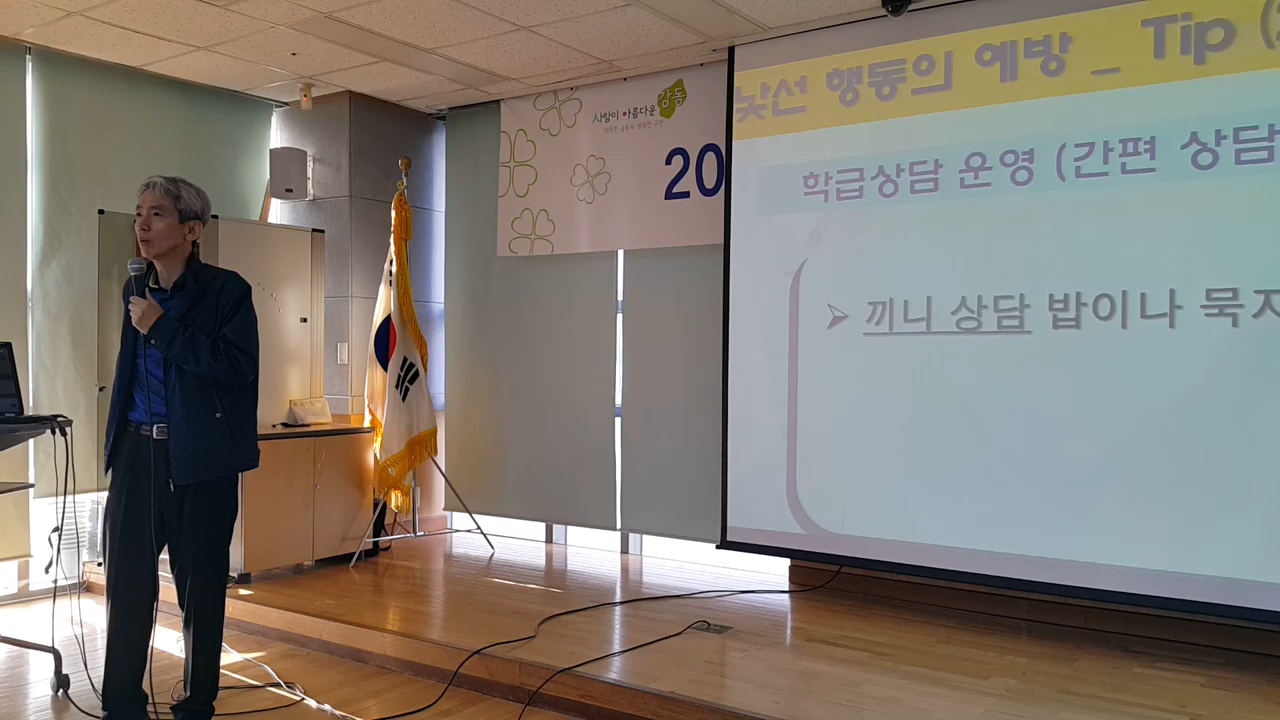 사람이 아름다운 강동
20
낯선 행동의 예방 _ Tip (
학급상담 운영 (간편 상담
➢ 끼니 상담 밥이나 묵자